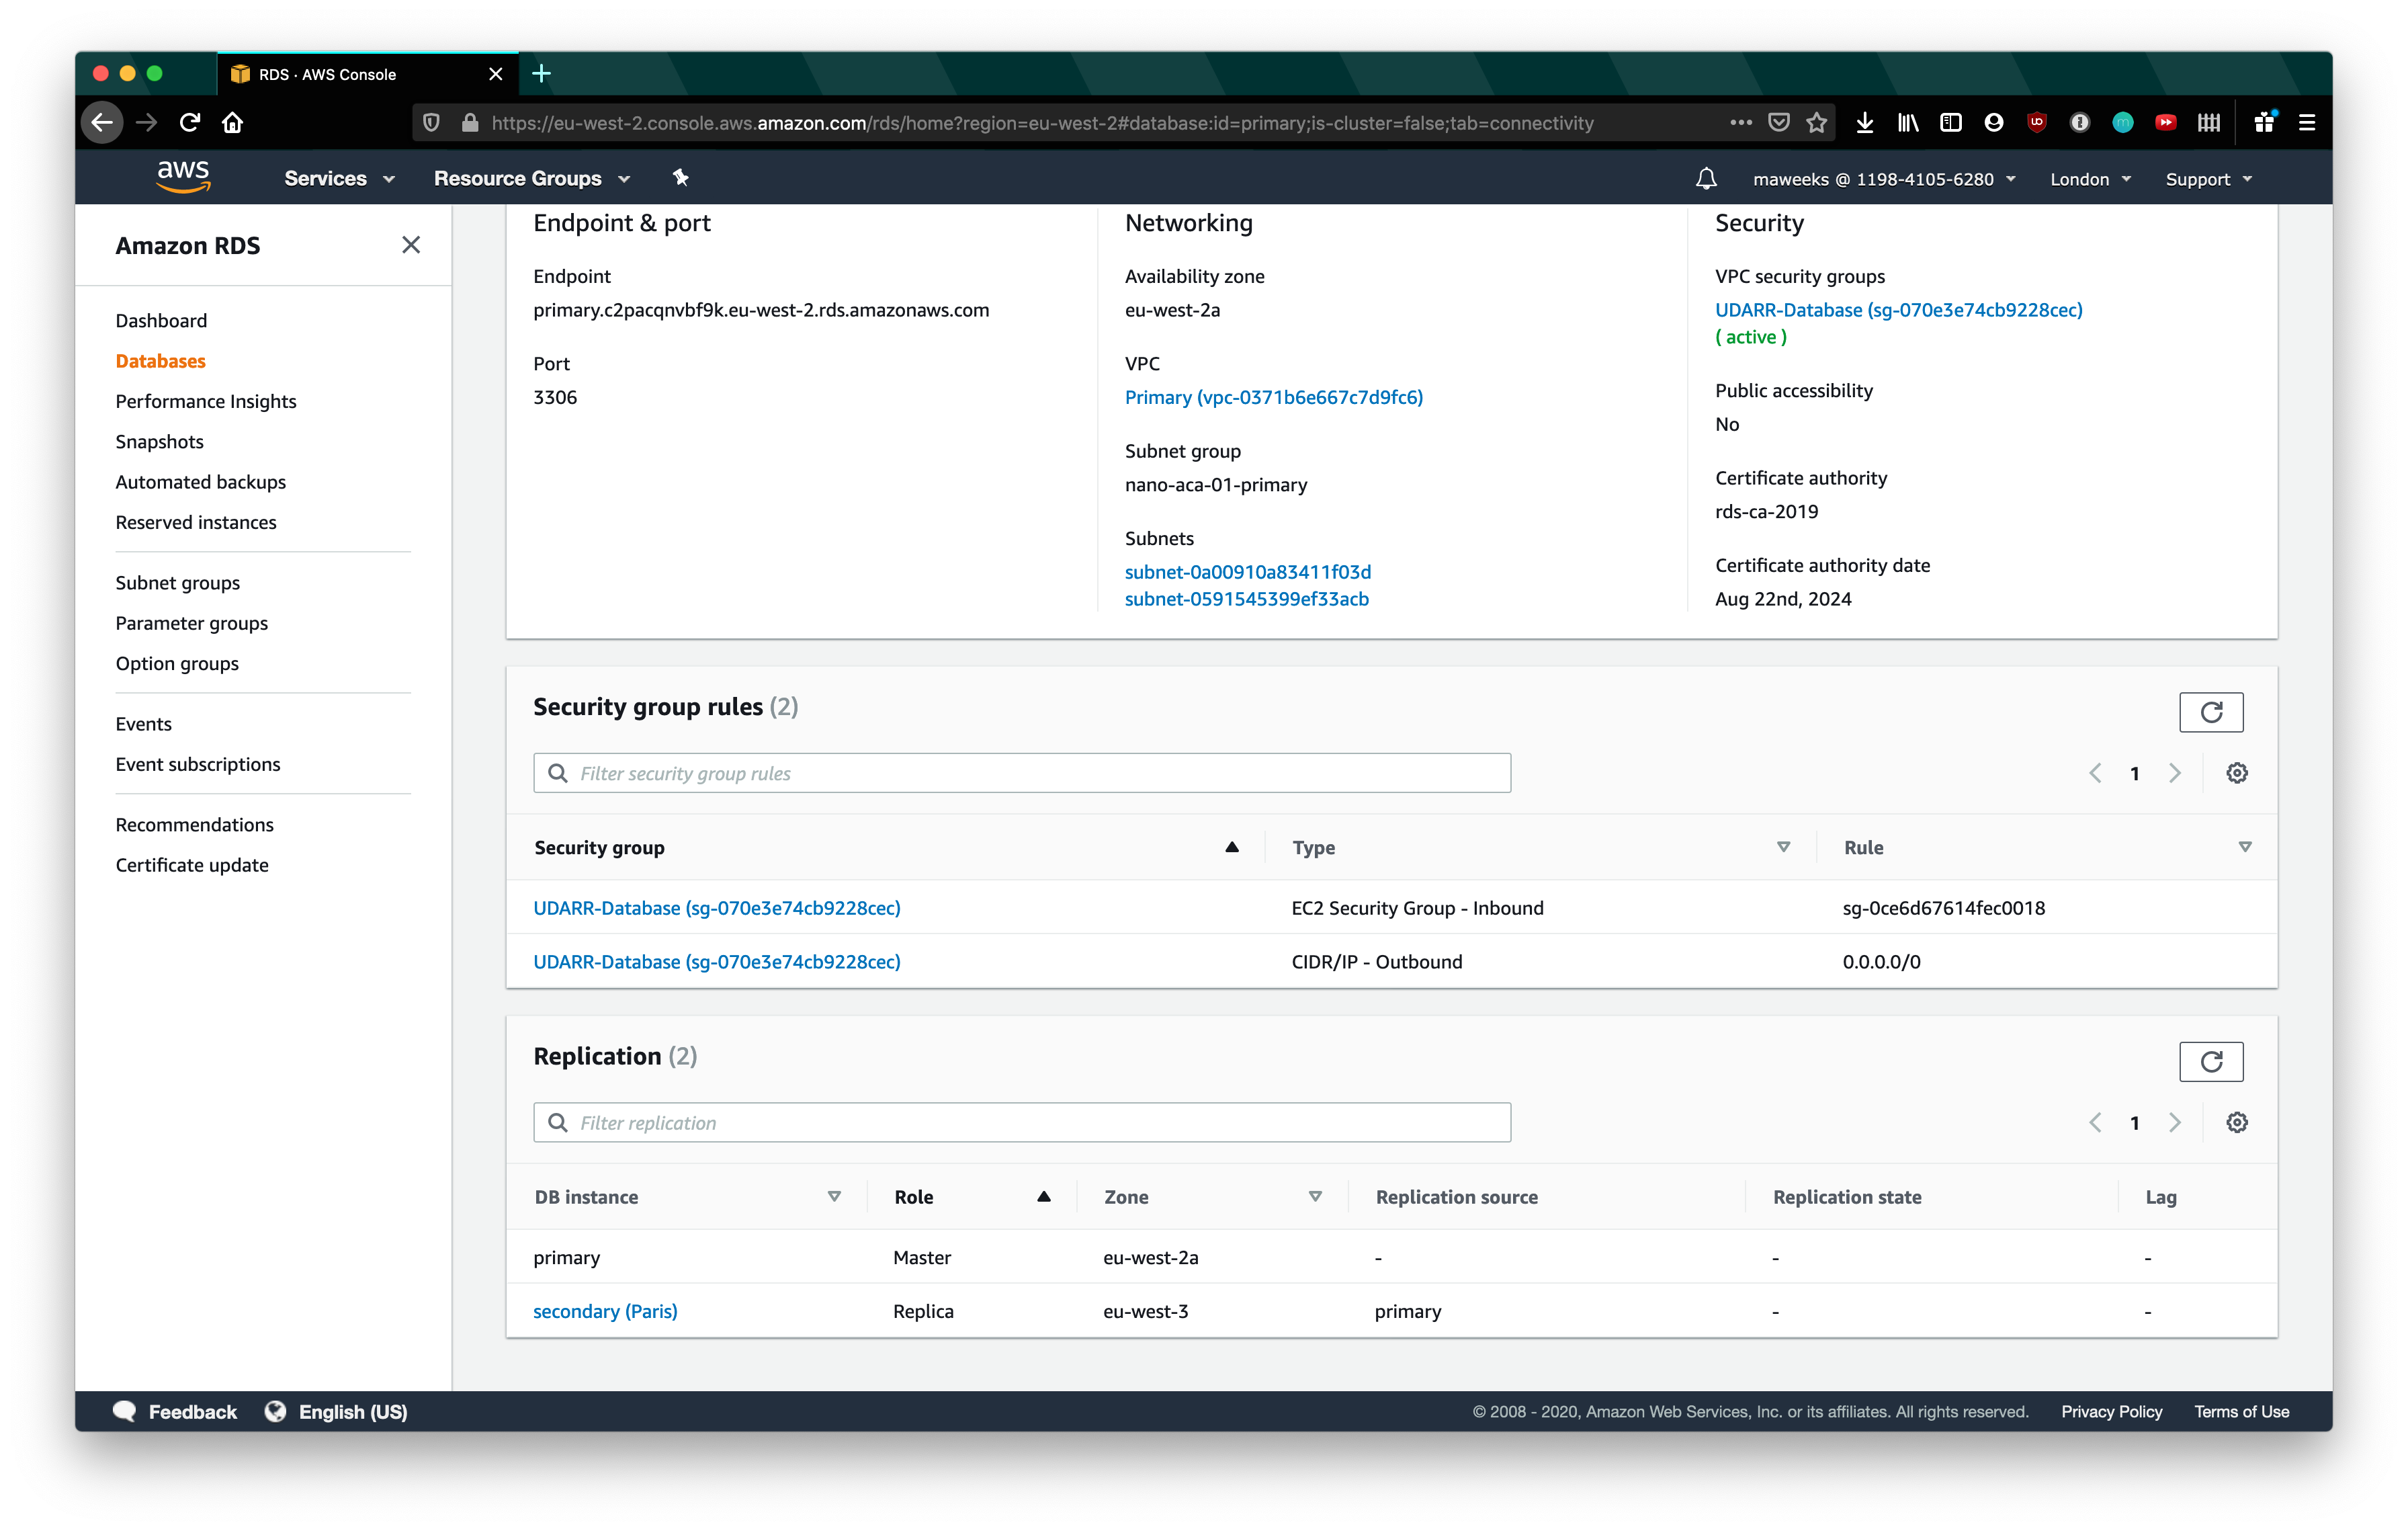 RDS · AWS Console
https://eu-west-2.console.aws.amazon.com/rds/home?region=eu-west-2#database:id=primary;is-cluster=false;tab=connectivity
aws
Services
Resource Groups
maweeks @ 1198-4105-6280
London
Support
Amazon RDS
Dashboard
Databases
Performance Insights
Snapshots
Automated backups
Reserved instances
Subnet groups
Parameter groups
Option groups
Events
Event subscriptions
Recommendations
Certificate update
Endpoint & port
Endpoint
primary.c2pacqnvbf9k.eu-west-2.rds.amazonaws.com
Port
3306
Networking
Availability zone
eu-west-2a
VPC
Primary (vpc-0371b6e667c7d9fc6)
Subnet group
nano-aca-01-primary
Subnets
subnet-0a00910a83411f03d
subnet-0591545399ef33acb
Security
VPC security groups
UDARR-Database (sg-070e3e74cb9228cec)
( active )
Public accessibility
No
Certificate authority
rds-ca-2019
Certificate authority date
Aug 22nd, 2024
Security group rules (2)
Filter security group rules
1
Security group Type Rule
UDARR-Database (sg-070e3e74cb9228cec) EC2 Security Group - Inbound sg-0ce6d67614fec0018
UDARR-Database (sg-070e3e74cb9228cec) CIDR/IP - Outbound 0.0.0.0/0
Replication (2)
Filter replication
1
DB instance Role Zone Replication source Replication state Lag
primary Master eu-west-2a - - -
secondary (Paris) Replica eu-west-3 primary - -
Feedback
English (US)
© 2008 - 2020, Amazon Web Services, Inc. or its affiliates. All rights reserved.
Privacy Policy
Terms of Use